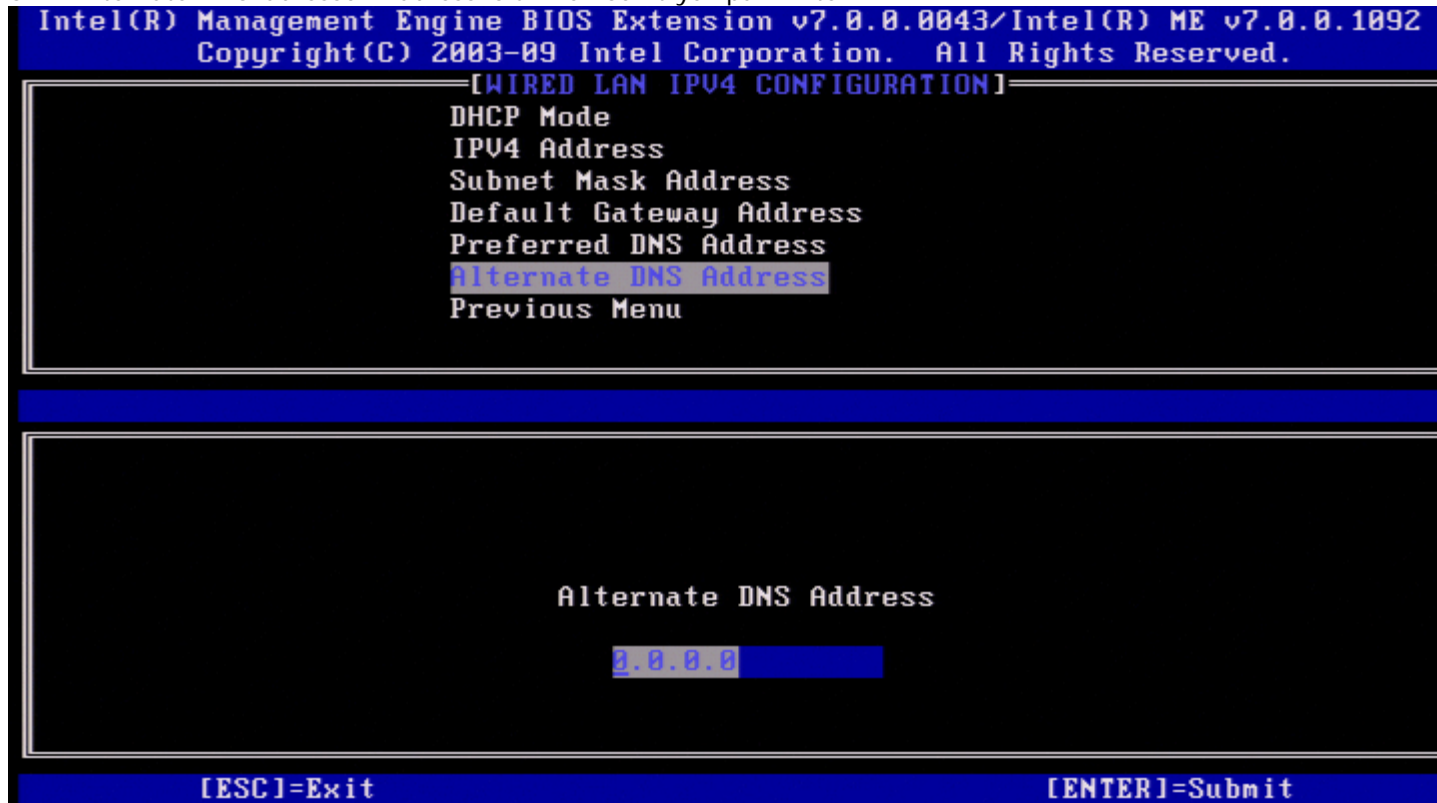 Intel(R) Management Engine BIOS Extension v7.0.0.0043/Intel(R) ME v7.0.0.1092
Copyright(C) 2003-09 Intel Corporation. All Rights Reserved.
[WIRED LAN IPV4 CONFIGURATION]
DHCP Mode
IPV4 Address
Subnet Mask Address
Default Gateway Address
Preferred DNS Address
Alternate DNS Address
Previous Menu
Alternate DNS Address
0.0.0.0
[ESC]=Exit [ENTER]=Submit